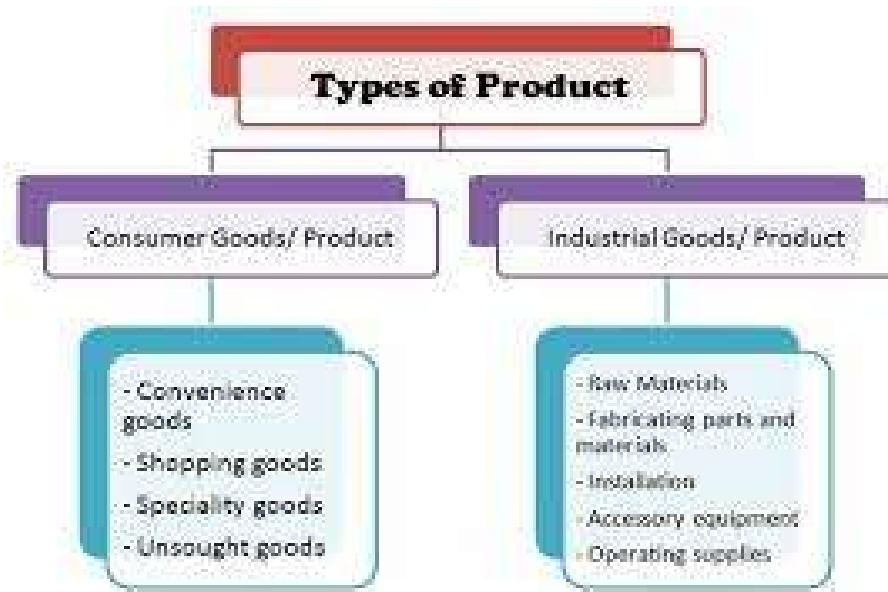 Types of Product
Consumer Goods/ Product
Industrial Goods/ Product
- Convenience
goods
- Shopping goods
- Speciality goods
- Unsought goods
- Raw Materials
- Fabricating parts and
materials
- Installation
- Accessory equipment
- Operating supplies